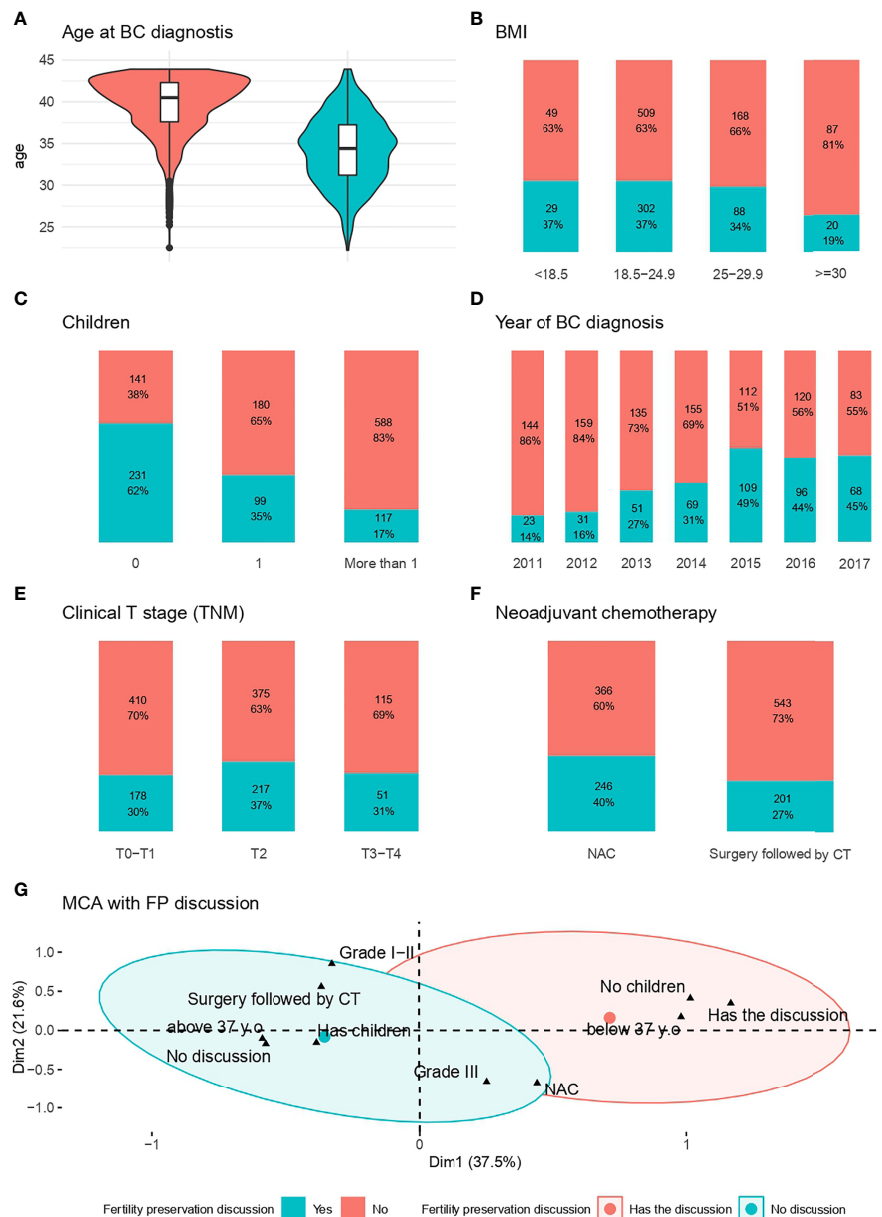 A
Age at BC diagnostis
45
40
35
30
25
age
B
BMI
49
63%
509
63%
168
66%
87
81%
29
37%
302
37%
88
34%
20
19%
<18.5
18.5−24.9
25−29.9
>=30
C
Children
141
38%
180
65%
588
83%
231
62%
99
35%
117
17%
0
1
More than 1
D
Year of BC diagnosis
144
86%
159
84%
135
73%
155
69%
112
51%
120
56%
83
55%
23
14%
31
16%
51
27%
69
31%
109
49%
96
44%
68
45%
2011
2012
2013
2014
2015
2016
2017
E
Clinical T stage (TNM)
410
70%
375
63%
115
69%
178
30%
217
37%
51
31%
T0−T1
T2
T3−T4
F
Neoadjuvant chemotherapy
366
60%
543
73%
246
40%
201
27%
NAC
Surgery followed by CT
G
MCA with FP discussion
1.0
0.5
0.0
−0.5
−1.0
Dim2 (21.6%)
Grade I−II
Surgery followed by CT
above 37 y.o
Has children
No discussion
Grade III
NAC
No children
Has the discussion
below 37 y.o
−1
0
1
Dim1 (37.5%)
Fertility preservation discussion
Yes
No
Fertility preservation discussion
Has the discussion
No discussion